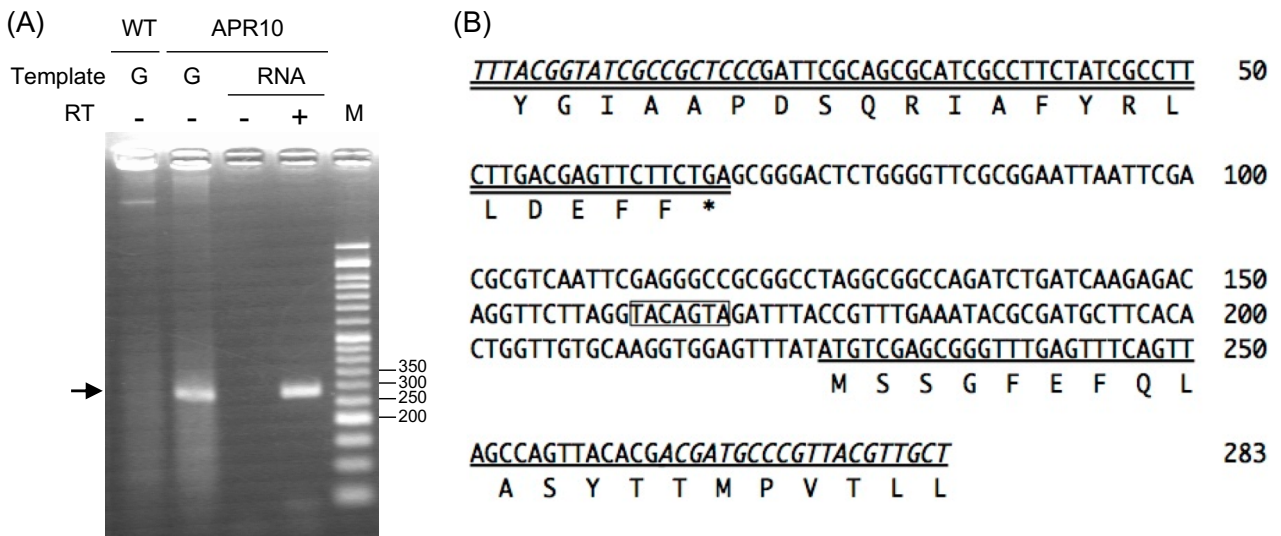 (A)
WT APR10
Template G G RNA
RT - - - + M
350
300
250
200
(B)
TTTACGGTATCGCCGCTCCCGATTCGCAGCGCATCGCCTTCTATCGCCTT 50
Y G I A A P D S Q R I A F Y R L
CTTGACGAGTTCTTCTGAGCGGGACTCTGGGGTTCGCGGAATTAATTCGA 100
L D E F F *
CGCGTCAATTCGAGGGCCGCGGCCTAGGCGGCCAGATCTGATCAAGAGAC 150
AGGTTCTTAGGTACAGTAGATTTACCGTTTGAAATACGCGATGCTTCACA 200
CTGGTTGTGCAAGGTGGAGTTTATATGTCGAGCGGGTTTGAGTTTCAGTT 250
M S S G F E F Q L
AGCCAGTTACACGACGATGCCCGTTACGTTGCT 283
A S Y T T M P V T L L